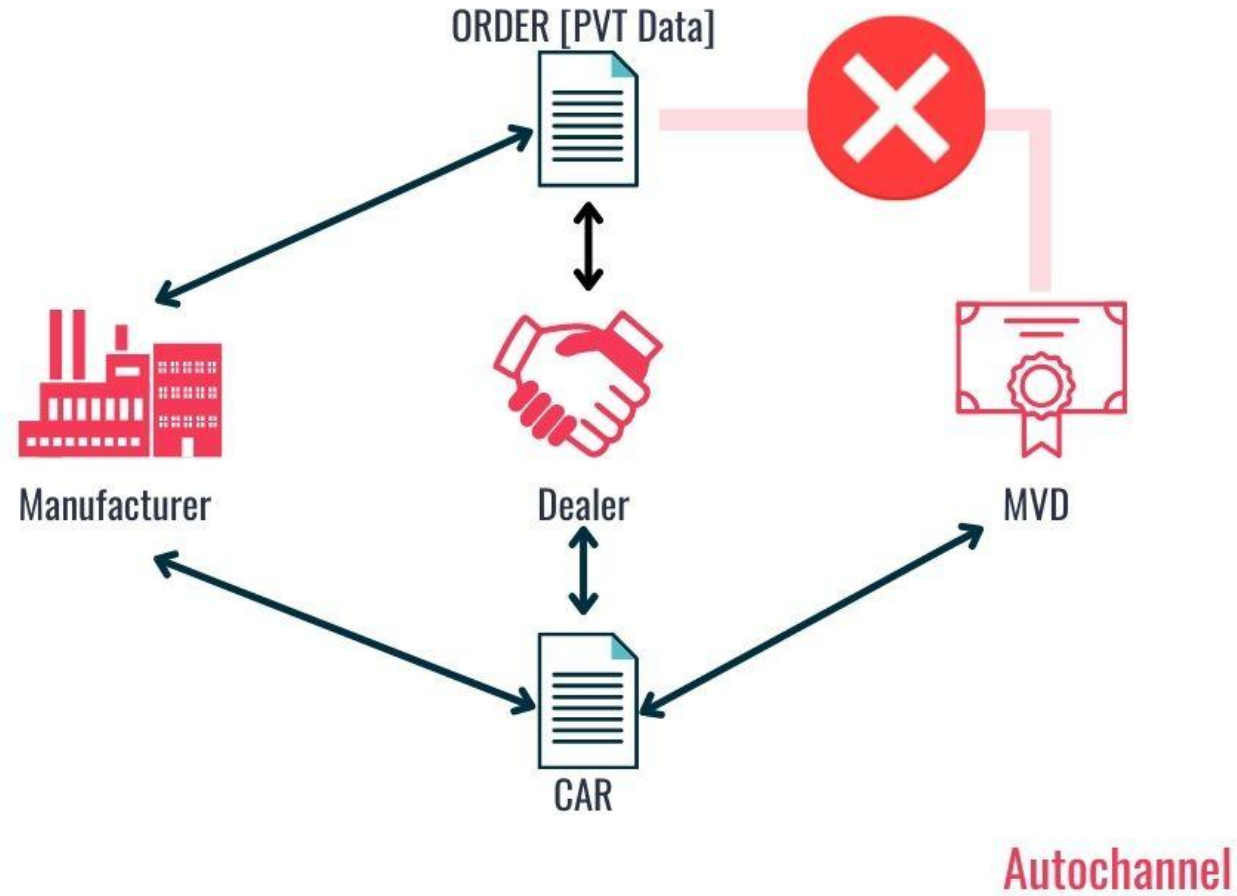 ORDER [PVT Data]
Manufacturer
Dealer
MVD
CAR
Autochannel